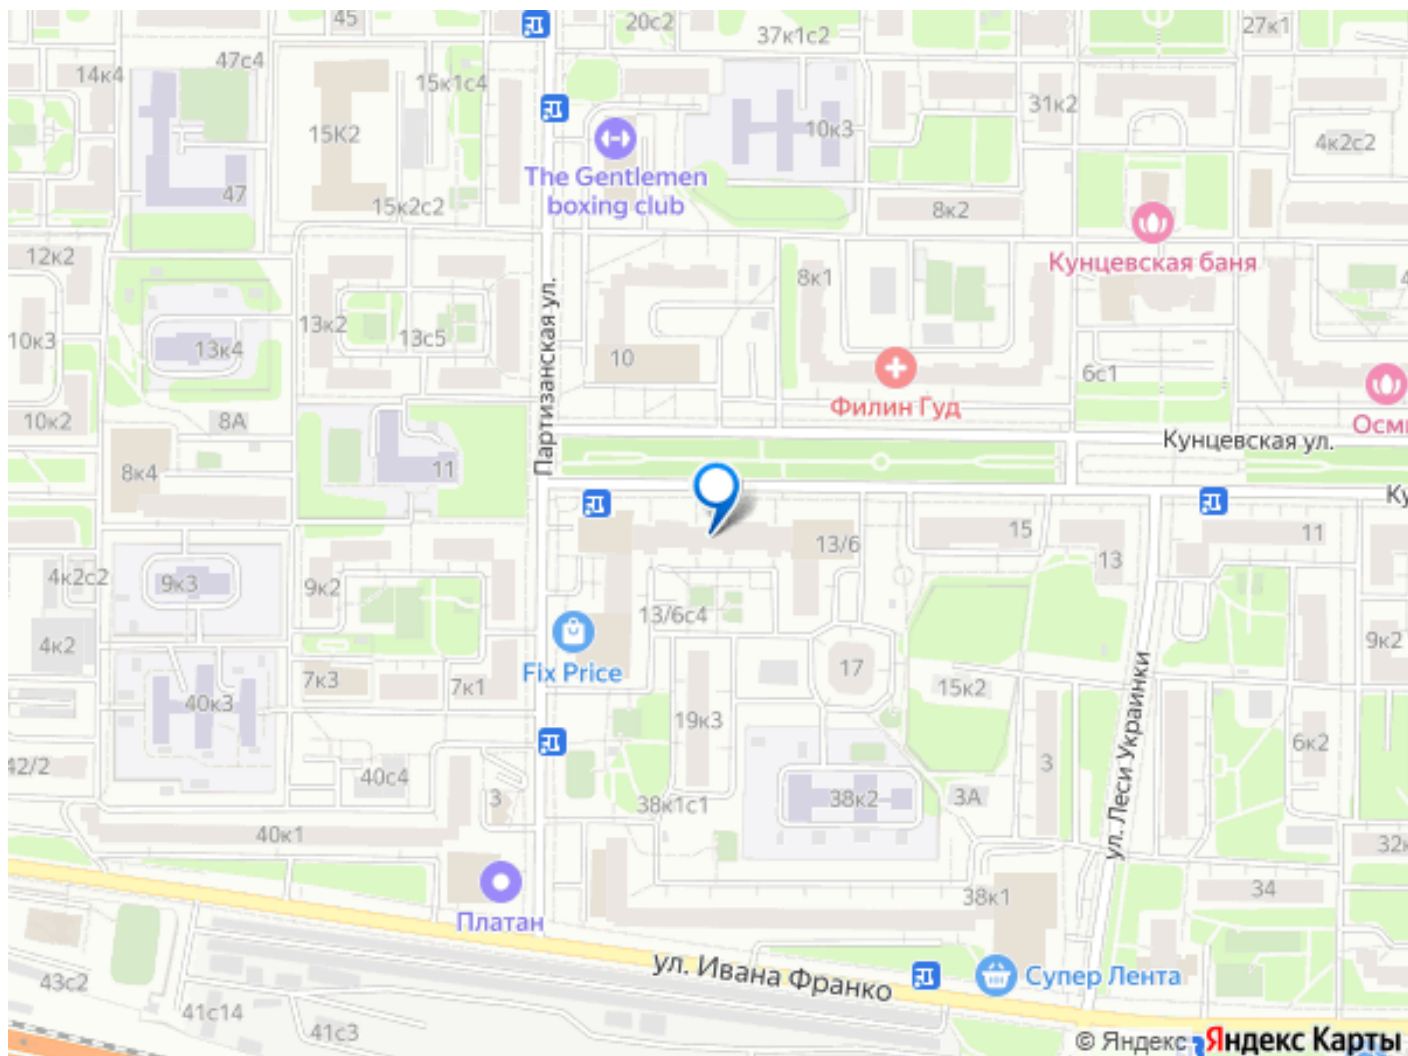 45
20с2
37к1с2
27к1
47с4
14к4
15к1с4
31к2
15К2
10к3
4к2с2
The Gentlemen
boxing club
47
15к2с2
8к2
12к2
Кунцевская баня
8к1
13к2
13с5
10к3
13к4
10
6с1
Партизанская ул.
Филин Гуд
10к2
8А
Кунцевская ул.
8к4
11
15
13/6
11
13
4к2с2
9к3
9к2
13/6с4
4к2
9к2
Fix Price
17
7к3
7к1
15к2
40к3
19к3
ул. Леси Украинки
6к2
42/2
40с4
3
3
38к1с1
38к2
3А
40к1
34
38к1
Платан
ул. Ивана Франко
Супер Лента
43с2
41с14
41с3
© Яндекс
Яндекс Карты